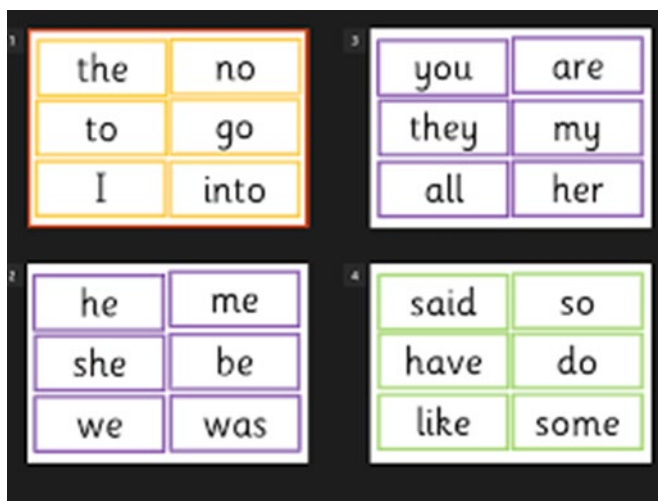 1
the no
to go
I into
2
he me
she be
we was
3
you are
they my
all her
4
said so
have do
like some